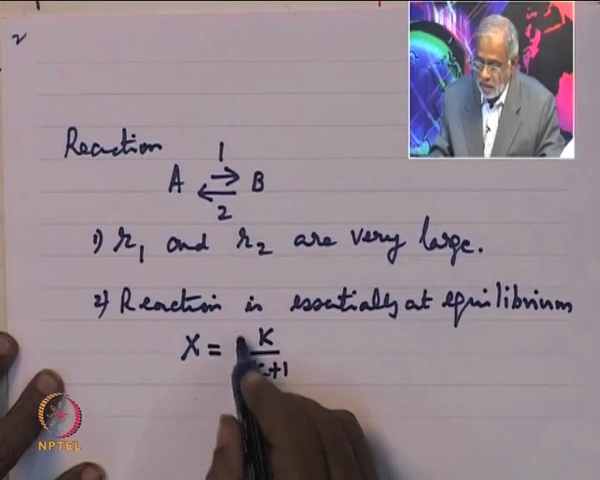 2
Reaction
1
A ⇌ B
2
1) r₁ and r₂ are very large.
2) Reaction is essentially at equilibrium
X = K
+1
NPTEL